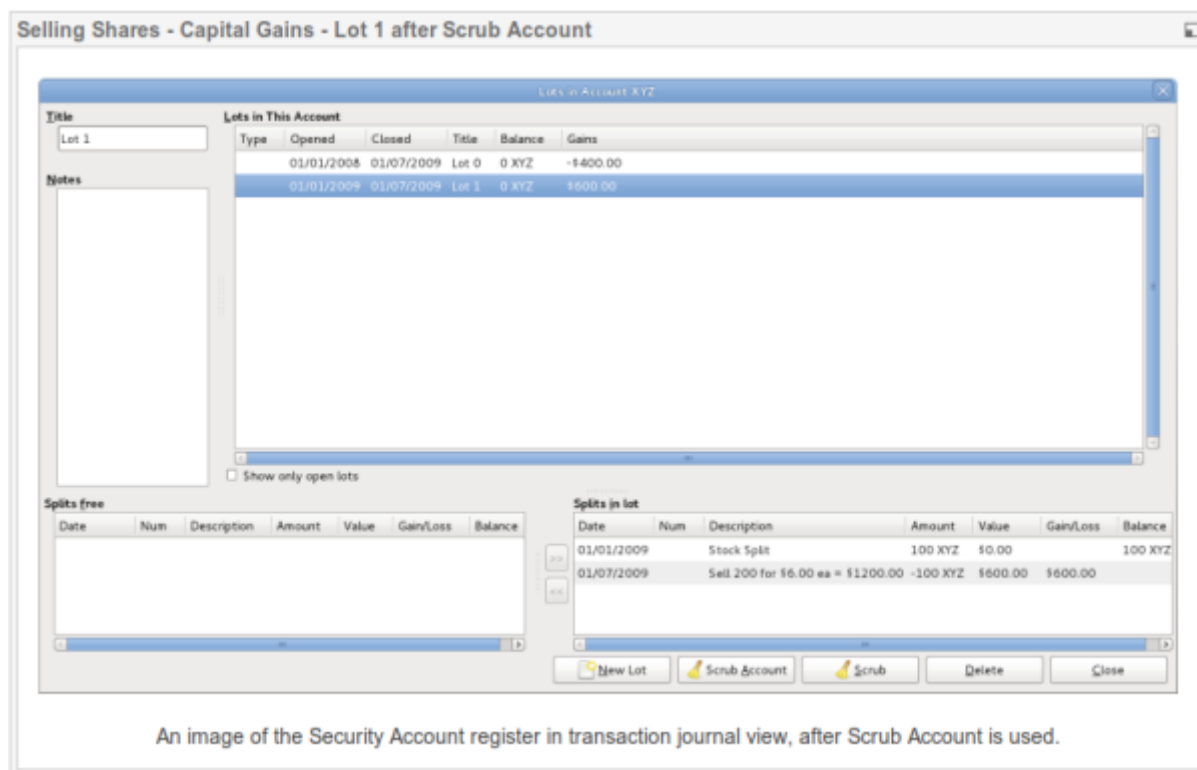 Selling Shares - Capital Gains - Lot 1 after Scrub Account
Lots in Account XYZ
Title
Lot 1
Notes
Lots in This Account
Type Opened Closed Title Balance Gains
01/01/2008 01/07/2009 Lot 0 0 XYZ -$400.00
01/01/2009 01/07/2009 Lot 1 0 XYZ $600.00
Show only open lots
Splits free
Date Num Description Amount Value Gain/Loss Balance
>>
<<
Splits in lot
Date Num Description Amount Value Gain/Loss Balance
01/01/2009 Stock Split 100 XYZ $0.00 100 XYZ
01/07/2009 Sell 200 for $6.00 ea = $1200.00 -100 XYZ $600.00 $600.00
New Lot Scrub Account Scrub Delete Close
An image of the Security Account register in transaction journal view, after Scrub Account is used.